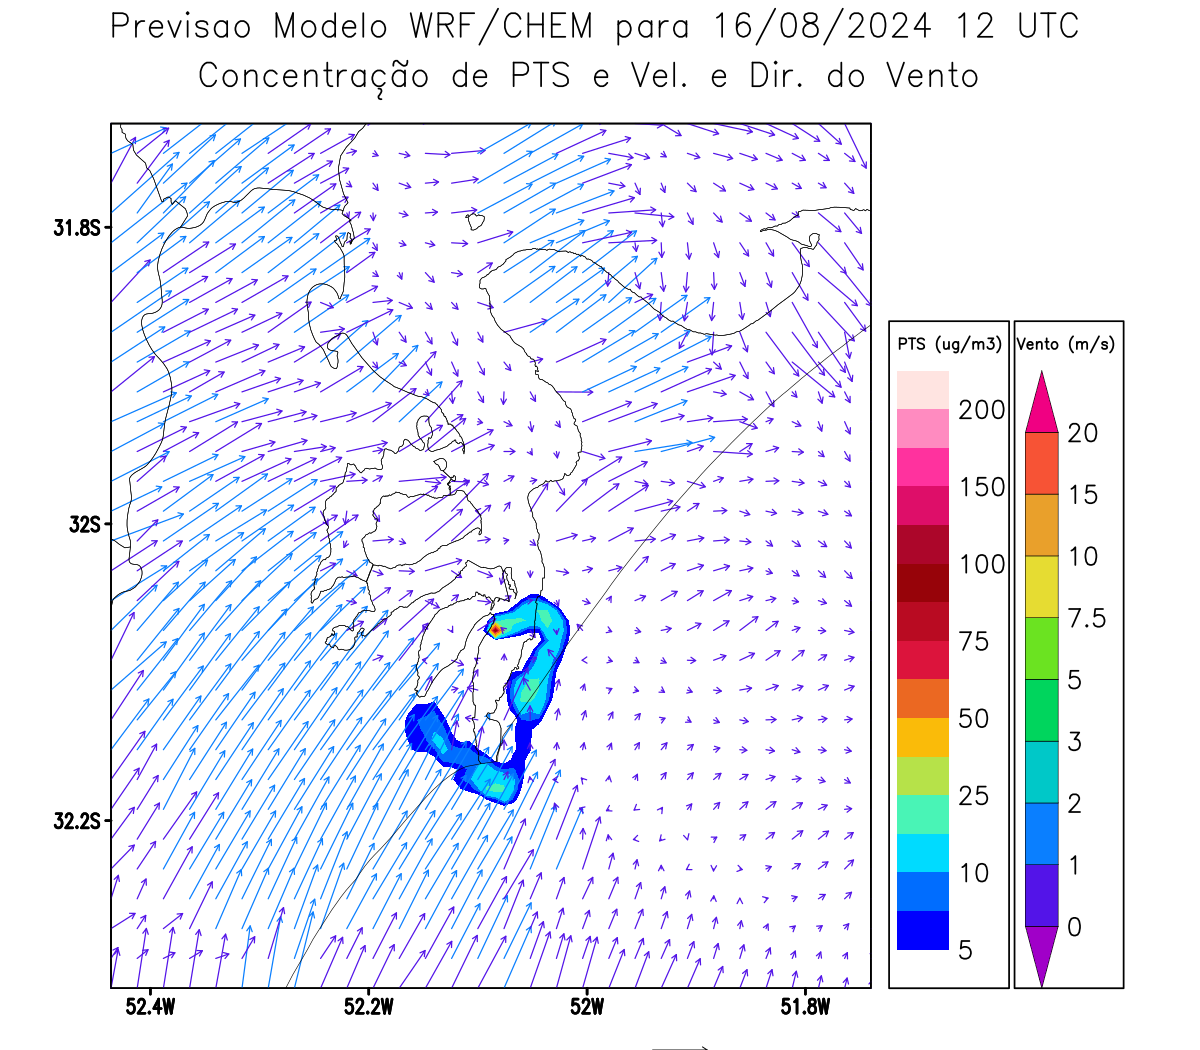 Previsao Modelo WRF/CHEM para 16/08/2024 12 UTC
Concentração de PTS e Vel. e Dir. do Vento
31.8S
32S
32.2S
52.4W 52.2W 52W 51.8W
PTS (ug/m3)
200
150
100
75
50
25
10
5
Vento (m/s)
20
15
10
7.5
5
3
2
1
0